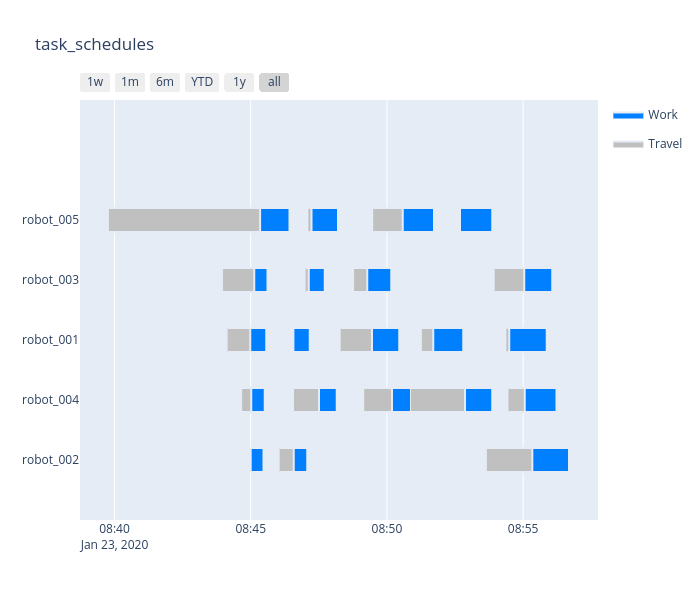 task_schedules
1w 1m 6m YTD 1y all
Work
Travel
robot_005
robot_003
robot_001
robot_004
robot_002
08:40 08:45 08:50 08:55
Jan 23, 2020